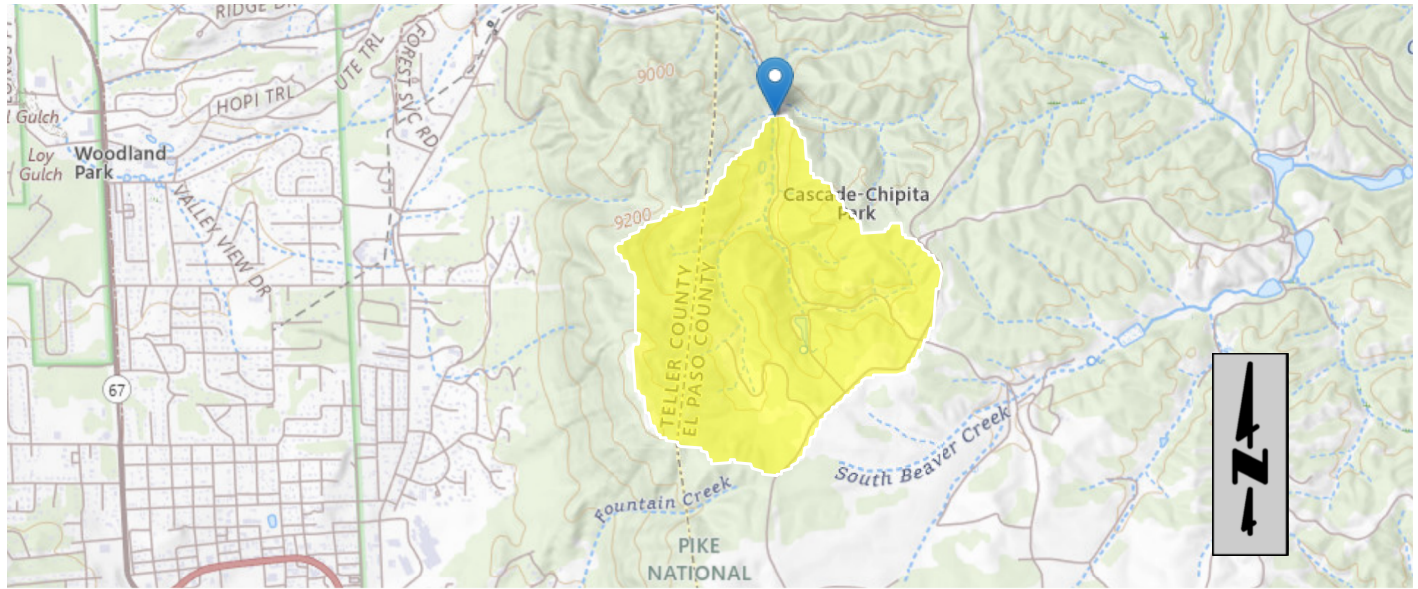 RIDGE DR
FOREST SVC RD
UTE TRL
9000
HOPI TRL
l Gulch
Loy
Gulch
Woodland
Park
VALLEY VIEW DR
Cascade-Chipita
Park
9200
TELLER COUNTY
EL PASO COUNTY
67
South Beaver Creek
Fountain Creek
N
PIKE
NATIONAL